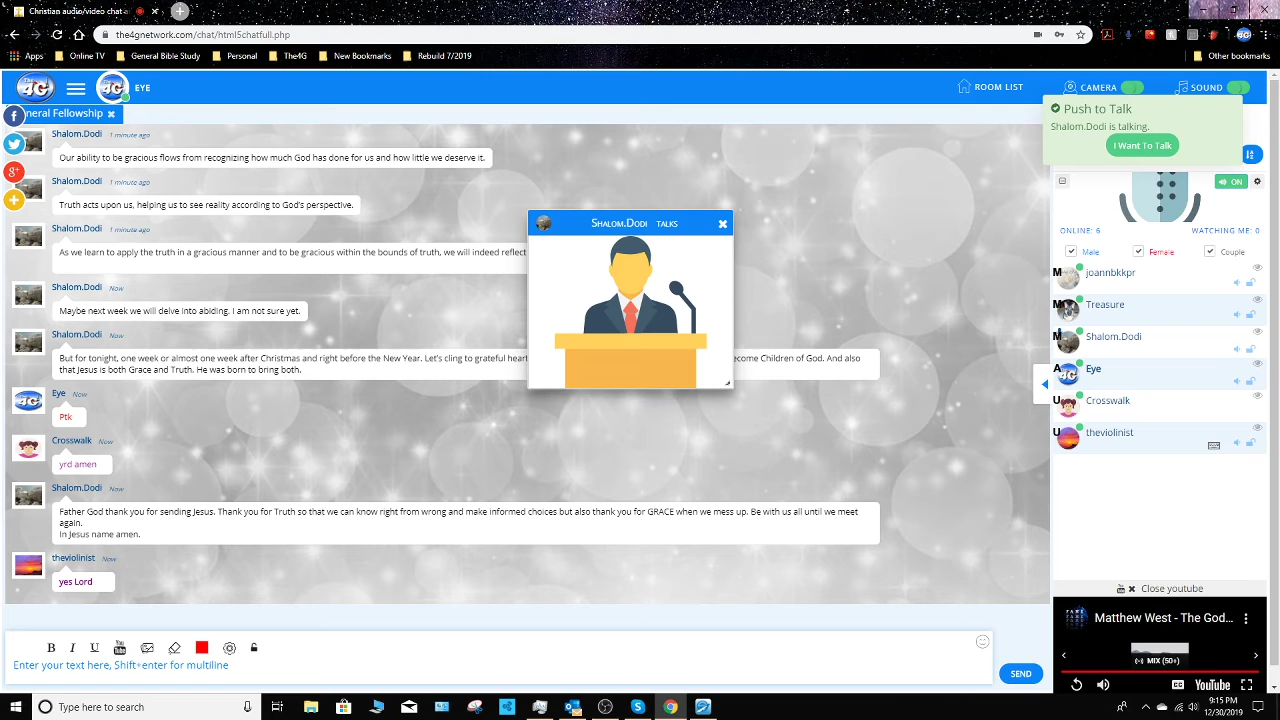 Christian audio/video chat a
the4gnetwork.com/chat/html5chatfull.php
Apps Online TV General Bible Study Personal The4G New Bookmarks Rebuild 7/2019 Other bookmarks
4G EYE ROOM LIST CAMERA SOUND
neral Fellowship
Push to Talk
Shalom.Dodi is talking.
I Want To Talk
Shalom.Dodi 1 minute ago
Our ability to be gracious flows from recognizing how much God has done for us and how little we deserve it.
Shalom.Dodi 1 minute ago
Truth acts upon us, helping us to see reality according to God's perspective.
Shalom.Dodi 1 minute ago
As we learn to apply the truth in a gracious manner and to be gracious within the bounds of truth, we will indeed reflect
Shalom.Dodi Now
Maybe next week we will delve into abiding. I am not sure yet.
Shalom.Dodi Now
But for tonight, one week or almost one week after Christmas and right before the New Year. Let's cling to grateful heart
ecome Children of God. And also
that Jesus is both Grace and Truth. He was born to bring both.
Eye Now
Ptk
Crosswalk Now
yrd amen
Shalom.Dodi Now
Father God thank you for sending Jesus. Thank you for Truth so that we can know right from wrong and make informed choices but also thank you for GRACE when we mess up. Be with us all until we meet
again.
In Jesus name amen.
theviolinist Now
yes Lord
Shalom.Dodi talks
ON
ONLINE: 6 WATCHING ME: 0
Male Female Couple
M joannbkkpr
M Treasure
M Shalom.Dodi
A Eye
U Crosswalk
U theviolinist
Close youtube
Matthew West - The God...
MIX (50+)
CC YouTube
B I U
Enter your text here, Shift+enter for multiline
SEND
Type here to search
9:15 PM
12/30/2019